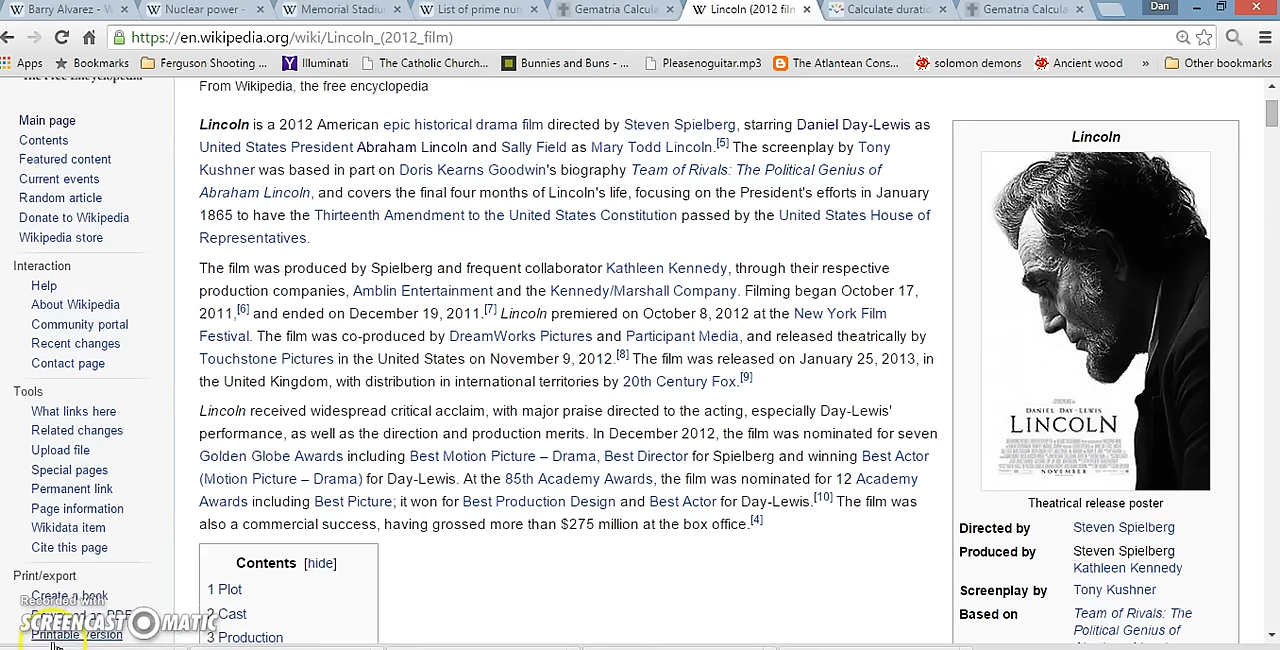 Barry Alvarez - W
Nuclear power -
Memorial Stadiu
List of prime num
Gematria Calcula
Lincoln (2012 film
Calculate duratio
Gematria Calcula
Dan
https://en.wikipedia.org/wiki/Lincoln_(2012_film)
Apps
Bookmarks
Ferguson Shooting ...
Illuminati
The Catholic Church...
Bunnies and Buns - ...
Pleasenguitar.mp3
The Atlantean Cons...
solomon demons
Ancient wood
»
Other bookmarks
The Free Encyclopedia
Main page
Contents
Featured content
Current events
Random article
Donate to Wikipedia
Wikipedia store
Interaction
Help
About Wikipedia
Community portal
Recent changes
Contact page
Tools
What links here
Related changes
Upload file
Special pages
Permanent link
Page information
Wikidata item
Cite this page
Print/export
Create a book
Download as PDF
Printable version
Recorded with
SCREENCAST-O-MATIC
From Wikipedia, the free encyclopedia
Lincoln is a 2012 American epic historical drama film directed by Steven Spielberg, starring Daniel Day-Lewis as
United States President Abraham Lincoln and Sally Field as Mary Todd Lincoln.[5] The screenplay by Tony
Kushner was based in part on Doris Kearns Goodwin's biography Team of Rivals: The Political Genius of
Abraham Lincoln, and covers the final four months of Lincoln's life, focusing on the President's efforts in January
1865 to have the Thirteenth Amendment to the United States Constitution passed by the United States House of
Representatives.
The film was produced by Spielberg and frequent collaborator Kathleen Kennedy, through their respective
production companies, Amblin Entertainment and the Kennedy/Marshall Company. Filming began October 17,
2011,[6] and ended on December 19, 2011.[7] Lincoln premiered on October 8, 2012 at the New York Film
Festival. The film was co-produced by DreamWorks Pictures and Participant Media, and released theatrically by
Touchstone Pictures in the United States on November 9, 2012.[8] The film was released on January 25, 2013, in
the United Kingdom, with distribution in international territories by 20th Century Fox.[9]
Lincoln received widespread critical acclaim, with major praise directed to the acting, especially Day-Lewis'
performance, as well as the direction and production merits. In December 2012, the film was nominated for seven
Golden Globe Awards including Best Motion Picture – Drama, Best Director for Spielberg and winning Best Actor
(Motion Picture – Drama) for Day-Lewis. At the 85th Academy Awards, the film was nominated for 12 Academy
Awards including Best Picture; it won for Best Production Design and Best Actor for Day-Lewis.[10] The film was
also a commercial success, having grossed more than $275 million at the box office.[4]
Contents [hide]
1 Plot
2 Cast
3 Production
Lincoln
DANIEL DAY-LEWIS
LINCOLN
NOVEMBER
Theatrical release poster
Directed by Steven Spielberg
Produced by Steven Spielberg
Kathleen Kennedy
Screenplay by Tony Kushner
Based on Team of Rivals: The
Political Genius of